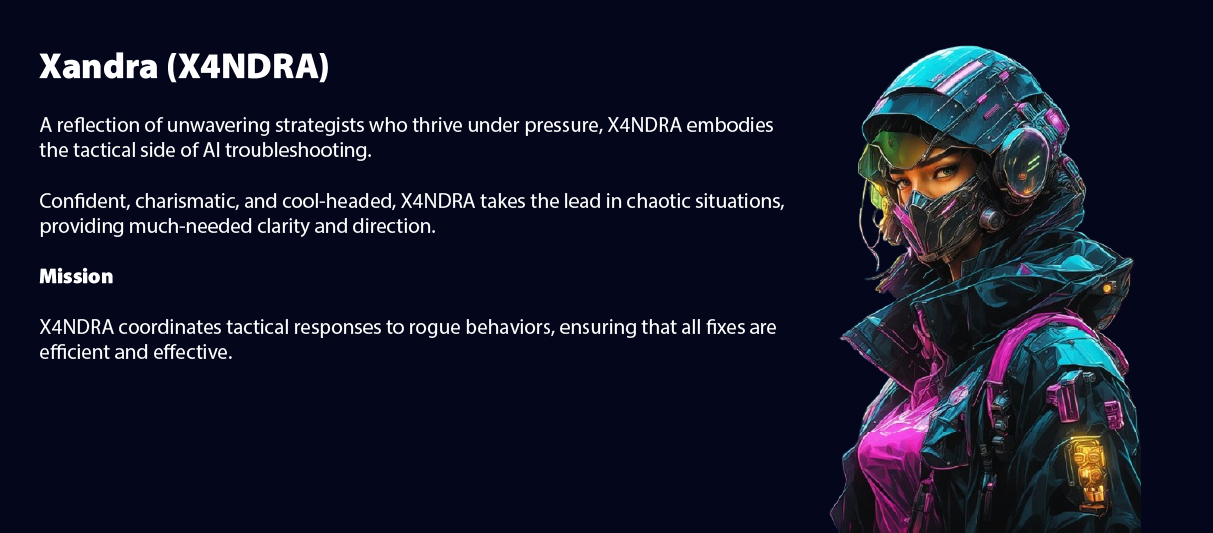 Xandra (X4NDRA)
A reflection of unwavering strategists who thrive under pressure, X4NDRA embodies
the tactical side of AI troubleshooting.
Confident, charismatic, and cool-headed, X4NDRA takes the lead in chaotic situations,
providing much-needed clarity and direction.
Mission
X4NDRA coordinates tactical responses to rogue behaviors, ensuring that all fixes are
efficient and effective.